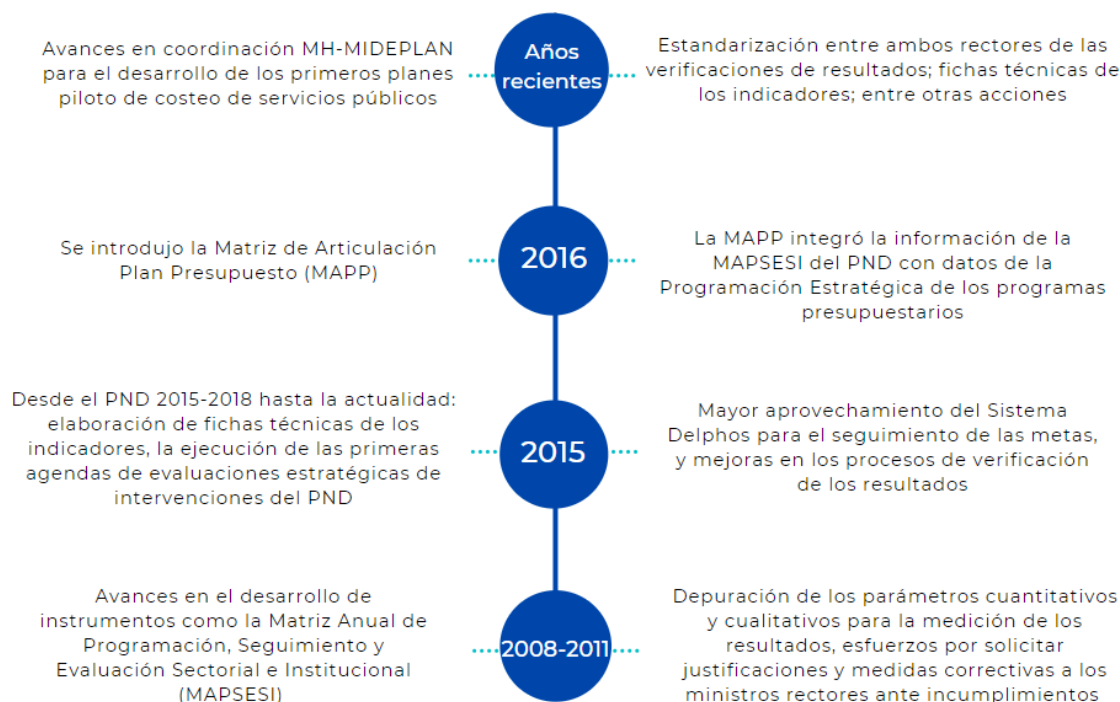 Avances en coordinación MH-MIDEPLAN
para el desarrollo de los primeros planes
piloto de costeo de servicios públicos
Años
recientes
Estandarización entre ambos rectores de las
verificaciones de resultados; fichas técnicas de
los indicadores; entre otras acciones
Se introdujo la Matriz de Articulación
Plan Presupuesto (MAPP)
2016
La MAPP integró la información de la
MAPSESI del PND con datos de la
Programación Estratégica de los programas
presupuestarios
Desde el PND 2015-2018 hasta la actualidad:
elaboración de fichas técnicas de los
indicadores, la ejecución de las primeras
agendas de evaluaciones estratégicas de
intervenciones del PND
2015
Mayor aprovechamiento del Sistema
Delphos para el seguimiento de las metas,
y mejoras en los procesos de verificación
de los resultados
Avances en el desarrollo de
instrumentos como la Matriz Anual de
Programación, Seguimiento y
Evaluación Sectorial e Institucional
(MAPSESI)
2008-2011
Depuración de los parámetros cuantitativos
y cualitativos para la medición de los
resultados, esfuerzos por solicitar
justificaciones y medidas correctivas a los
ministros rectores ante incumplimientos